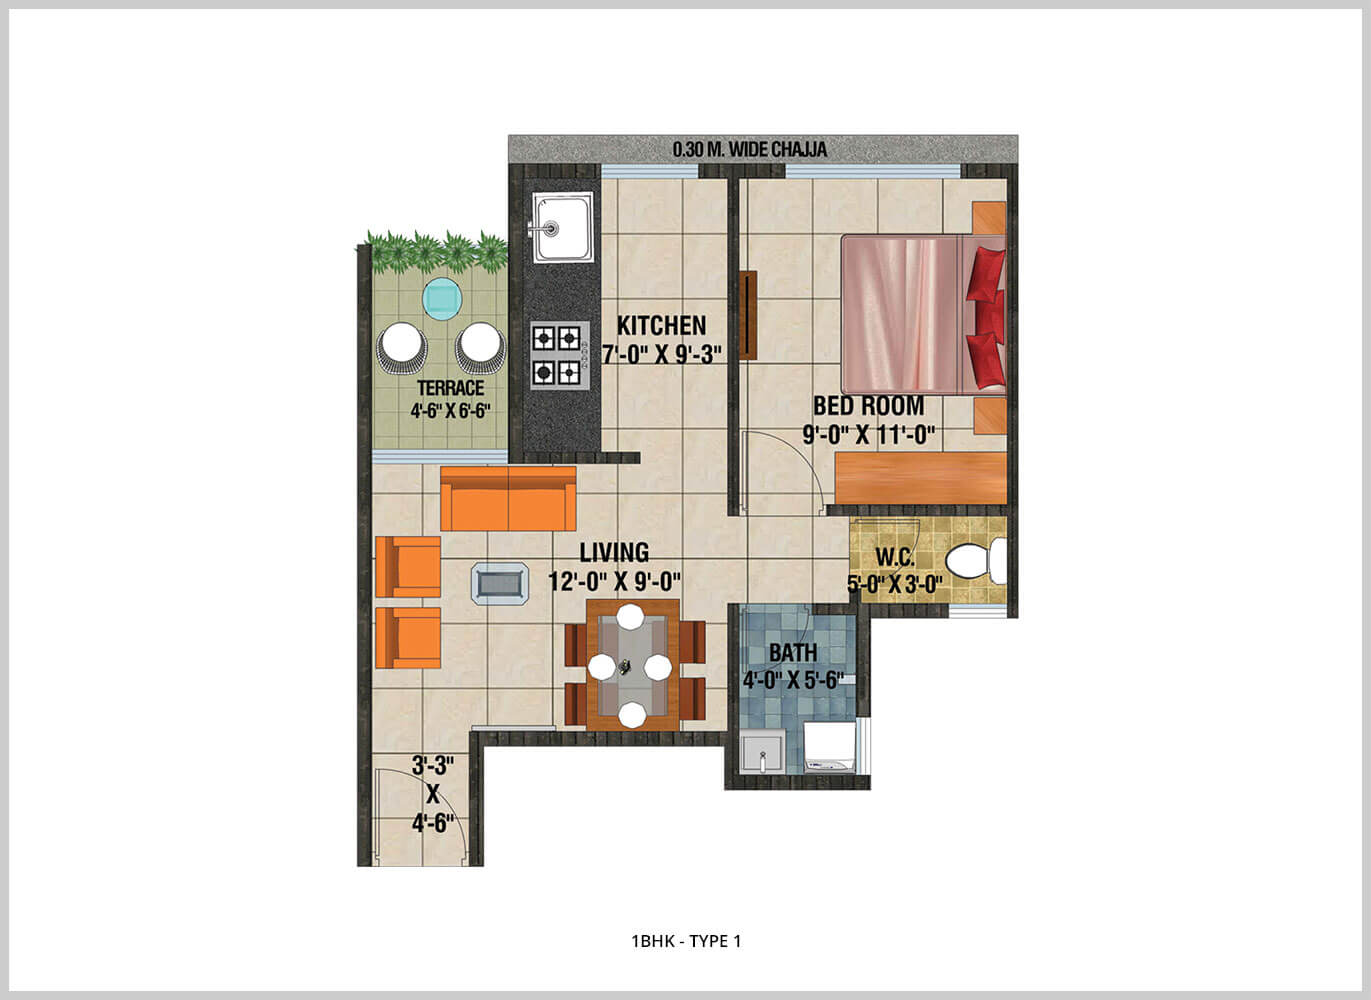 0.30 M. WIDE CHAJJA
KITCHEN
7'-0" X 9'-3"
TERRACE
4'-6" X 6'-6"
BED ROOM
9'-0" X 11'-0"
LIVING
12'-0" X 9'-0"
W.C.
5'-0" X 3'-0"
BATH
4'-0" X 5'-6"
3'-3"
X
4'-6"
1BHK - TYPE 1